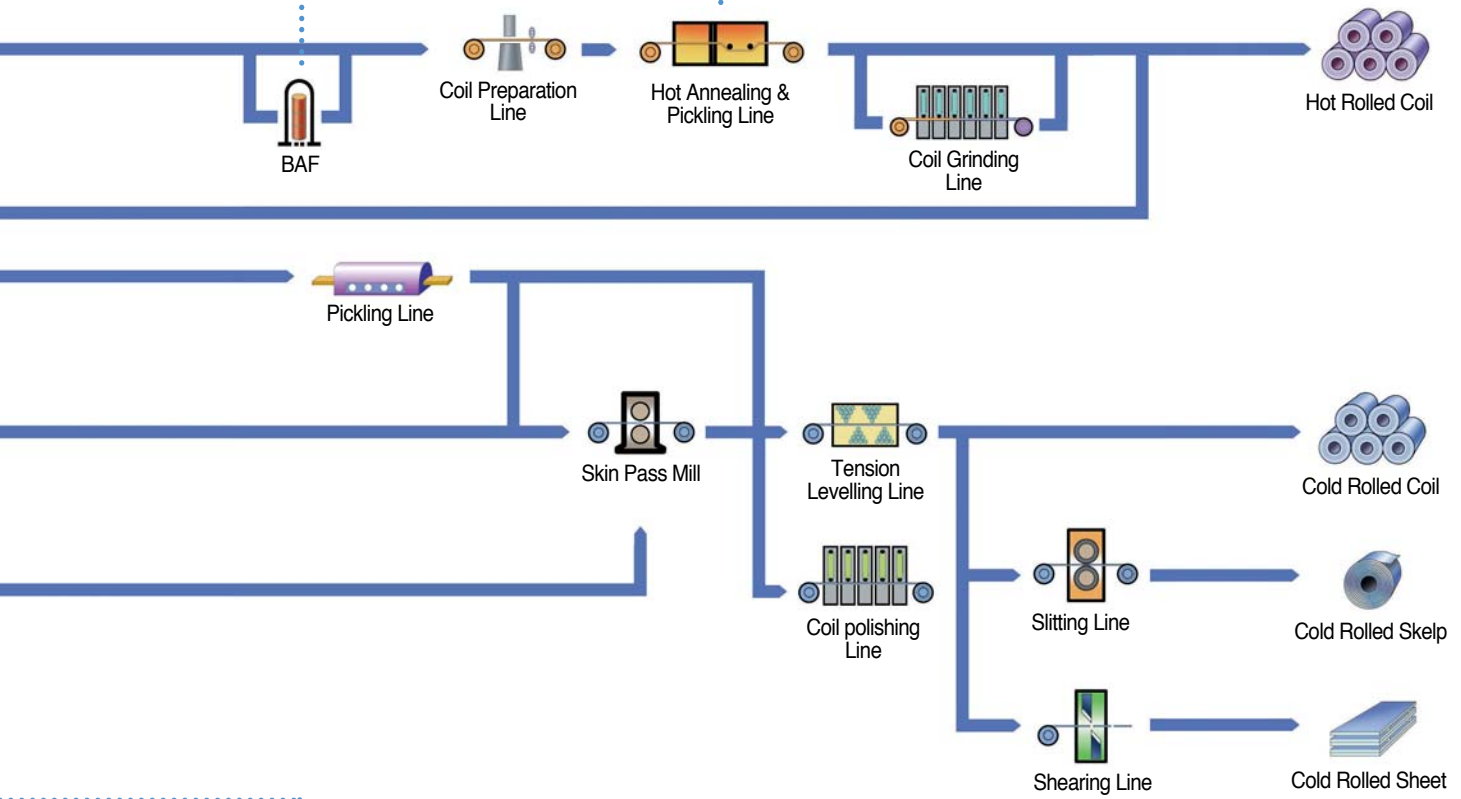 Coil Preparation
Line
Hot Annealing &
Pickling Line
Hot Rolled Coil
BAF
Coil Grinding
Line
Pickling Line
Skin Pass Mill
Tension
Levelling Line
Cold Rolled Coil
Coil polishing
Line
Slitting Line
Cold Rolled Skelp
Shearing Line
Cold Rolled Sheet